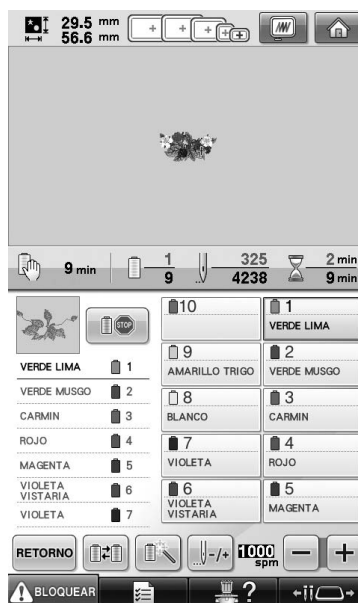 29.5 mm
56.6 mm
9 min
1
9
325
4238
2 min
9 min
STOP
VERDE LIMA 1
VERDE MUSGO 2
CARMIN 3
ROJO 4
MAGENTA 5
VIOLETA
VISTARIA 6
VIOLETA 7
10
1
VERDE LIMA
9
AMARILLO TRIGO
2
VERDE MUSGO
8
BLANCO
3
CARMIN
7
VIOLETA
4
ROJO
6
VIOLETA
VISTARIA
5
MAGENTA
RETORNO
-/+
1000
spm
- +
BLOQUEAR
?
- +